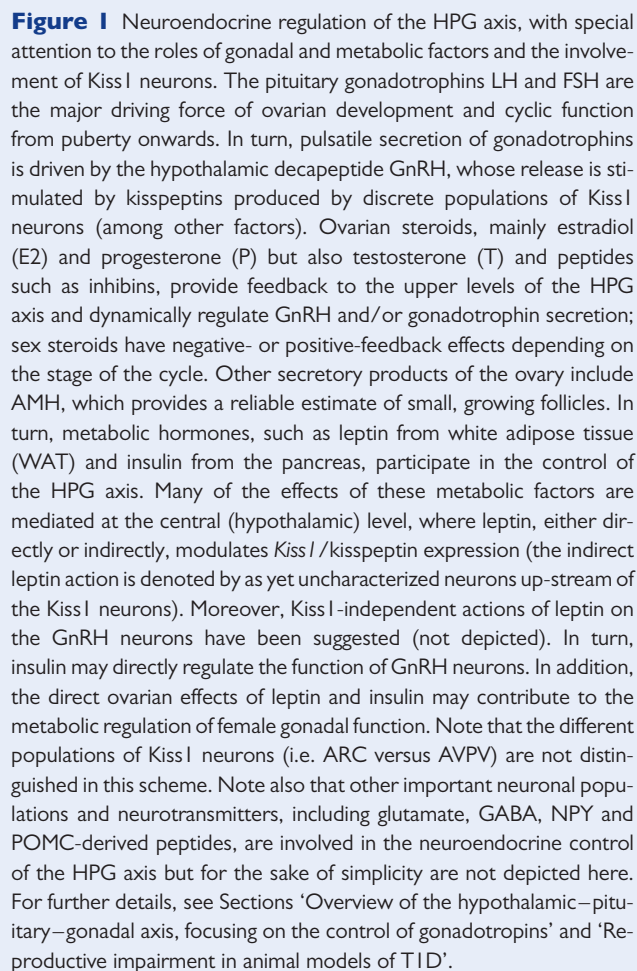 Figure 1 Neuroendocrine regulation of the HPG axis, with special
attention to the roles of gonadal and metabolic factors and the involve-
ment of Kiss1 neurons. The pituitary gonadotrophins LH and FSH are
the major driving force of ovarian development and cyclic function
from puberty onwards. In turn, pulsatile secretion of gonadotrophins
is driven by the hypothalamic decapeptide GnRH, whose release is sti-
mulated by kisspeptins produced by discrete populations of Kiss1
neurons (among other factors). Ovarian steroids, mainly estradiol
(E2) and progesterone (P) but also testosterone (T) and peptides
such as inhibins, provide feedback to the upper levels of the HPG
axis and dynamically regulate GnRH and/or gonadotrophin secretion;
sex steroids have negative- or positive-feedback effects depending on
the stage of the cycle. Other secretory products of the ovary include
AMH, which provides a reliable estimate of small, growing follicles. In
turn, metabolic hormones, such as leptin from white adipose tissue
(WAT) and insulin from the pancreas, participate in the control of
the HPG axis. Many of the effects of these metabolic factors are
mediated at the central (hypothalamic) level, where leptin, either dir-
ectly or indirectly, modulates Kiss1/kisspeptin expression (the indirect
leptin action is denoted by as yet uncharacterized neurons up-stream of
the Kiss1 neurons). Moreover, Kiss1-independent actions of leptin on
the GnRH neurons have been suggested (not depicted). In turn,
insulin may directly regulate the function of GnRH neurons. In addition,
the direct ovarian effects of leptin and insulin may contribute to the
metabolic regulation of female gonadal function. Note that the different
populations of Kiss1 neurons (i.e. ARC versus AVPV) are not distin-
guished in this scheme. Note also that other important neuronal popu-
lations and neurotransmitters, including glutamate, GABA, NPY and
POMC-derived peptides, are involved in the neuroendocrine control
of the HPG axis but for the sake of simplicity are not depicted here.
For further details, see Sections ‘Overview of the hypothalamic–pitu-
itary–gonadal axis, focusing on the control of gonadotropins’ and ‘Re-
productive impairment in animal models of T1D’.